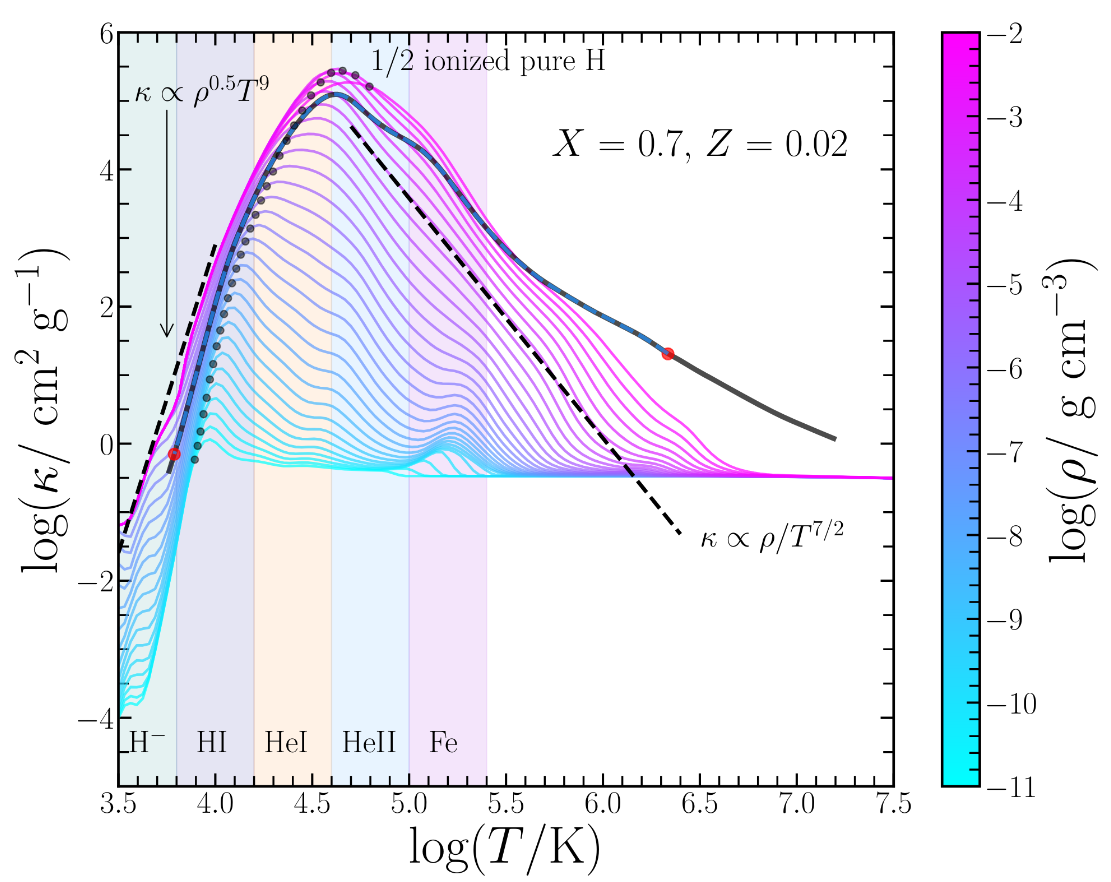 6
4
2
0
−2
−4
3.5 4.0 4.5 5.0 5.5 6.0 6.5 7.0 7.5
log(T/K)
log(κ/ cm² g⁻¹)
1/2 ionized pure H
κ ∝ ρ^0.5 T⁹
X = 0.7, Z = 0.02
κ ∝ ρ/T^7/2
H⁻ HI HeI HeII Fe
−2
−3
−4
−5
−6
−7
−8
−9
−10
−11
log(ρ/ g cm⁻³)